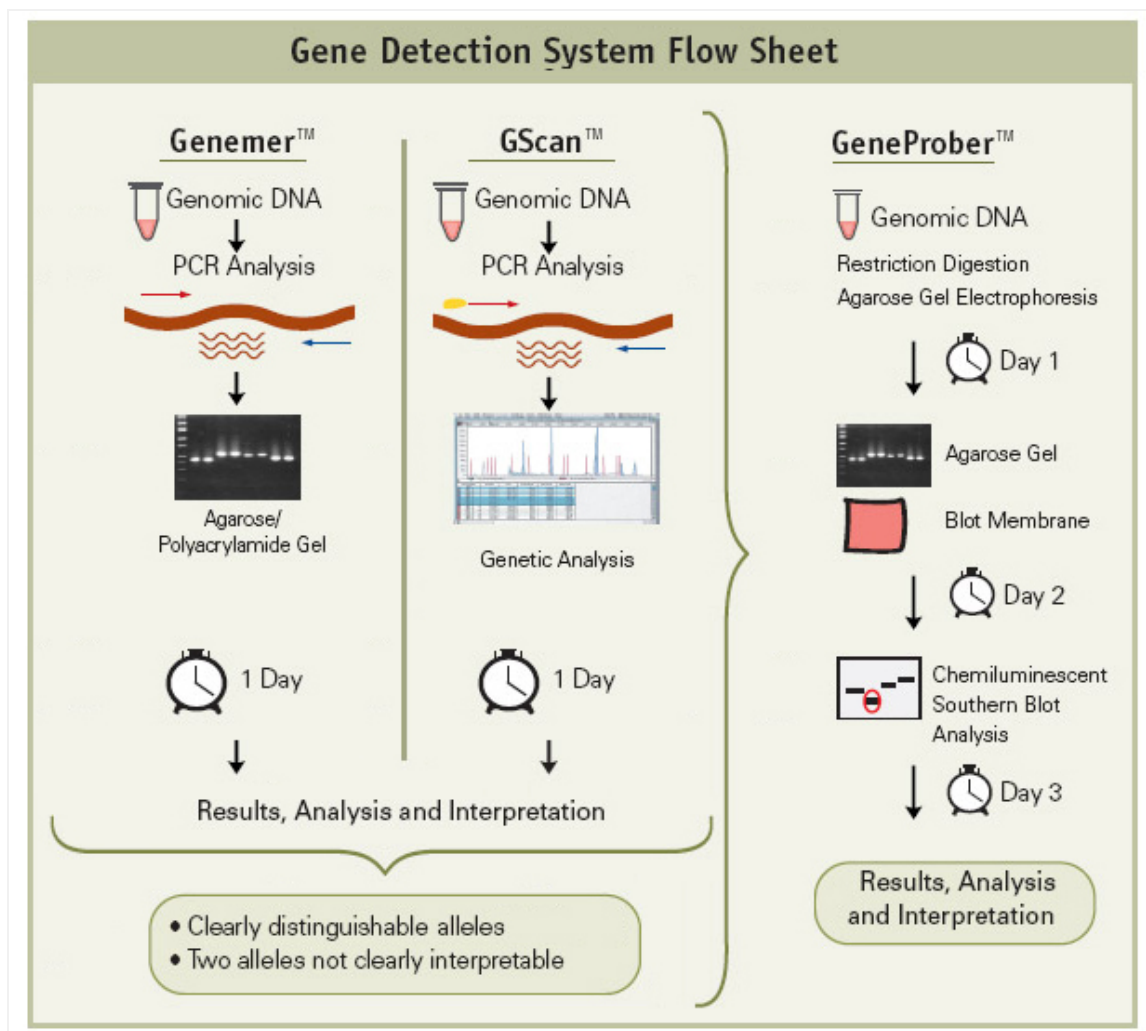 Gene Detection System Flow Sheet
Genemer™
Genomic DNA
PCR Analysis
Agarose/
Polyacrylamide Gel
1 Day
GScan™
Genomic DNA
PCR Analysis
Genetic Analysis
1 Day
Results, Analysis and Interpretation
• Clearly distinguishable alleles
• Two alleles not clearly interpretable
GeneProber™
Genomic DNA
Restriction Digestion
Agarose Gel Electrophoresis
Day 1
Agarose Gel
Blot Membrane
Day 2
Chemiluminescent
Southern Blot
Analysis
Day 3
Results, Analysis
and Interpretation